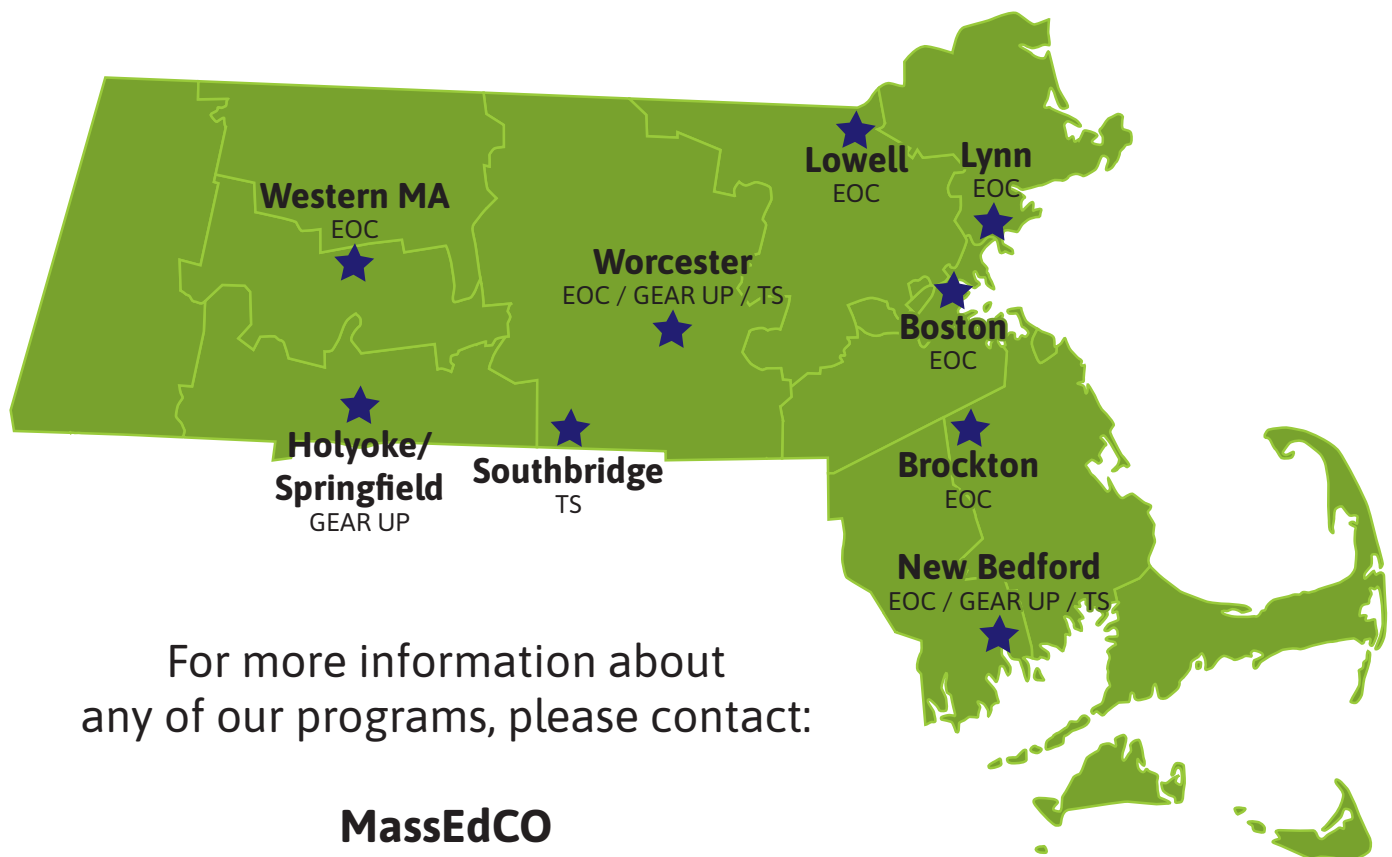 Lowell
EOC
Lynn
EOC
Western MA
EOC
Worcester
EOC / GEAR UP / TS
Boston
EOC
Holyoke/
Springfield
GEAR UP
Southbridge
TS
Brockton
EOC
New Bedford
EOC / GEAR UP / TS
For more information about
any of our programs, please contact:
MassEdCO